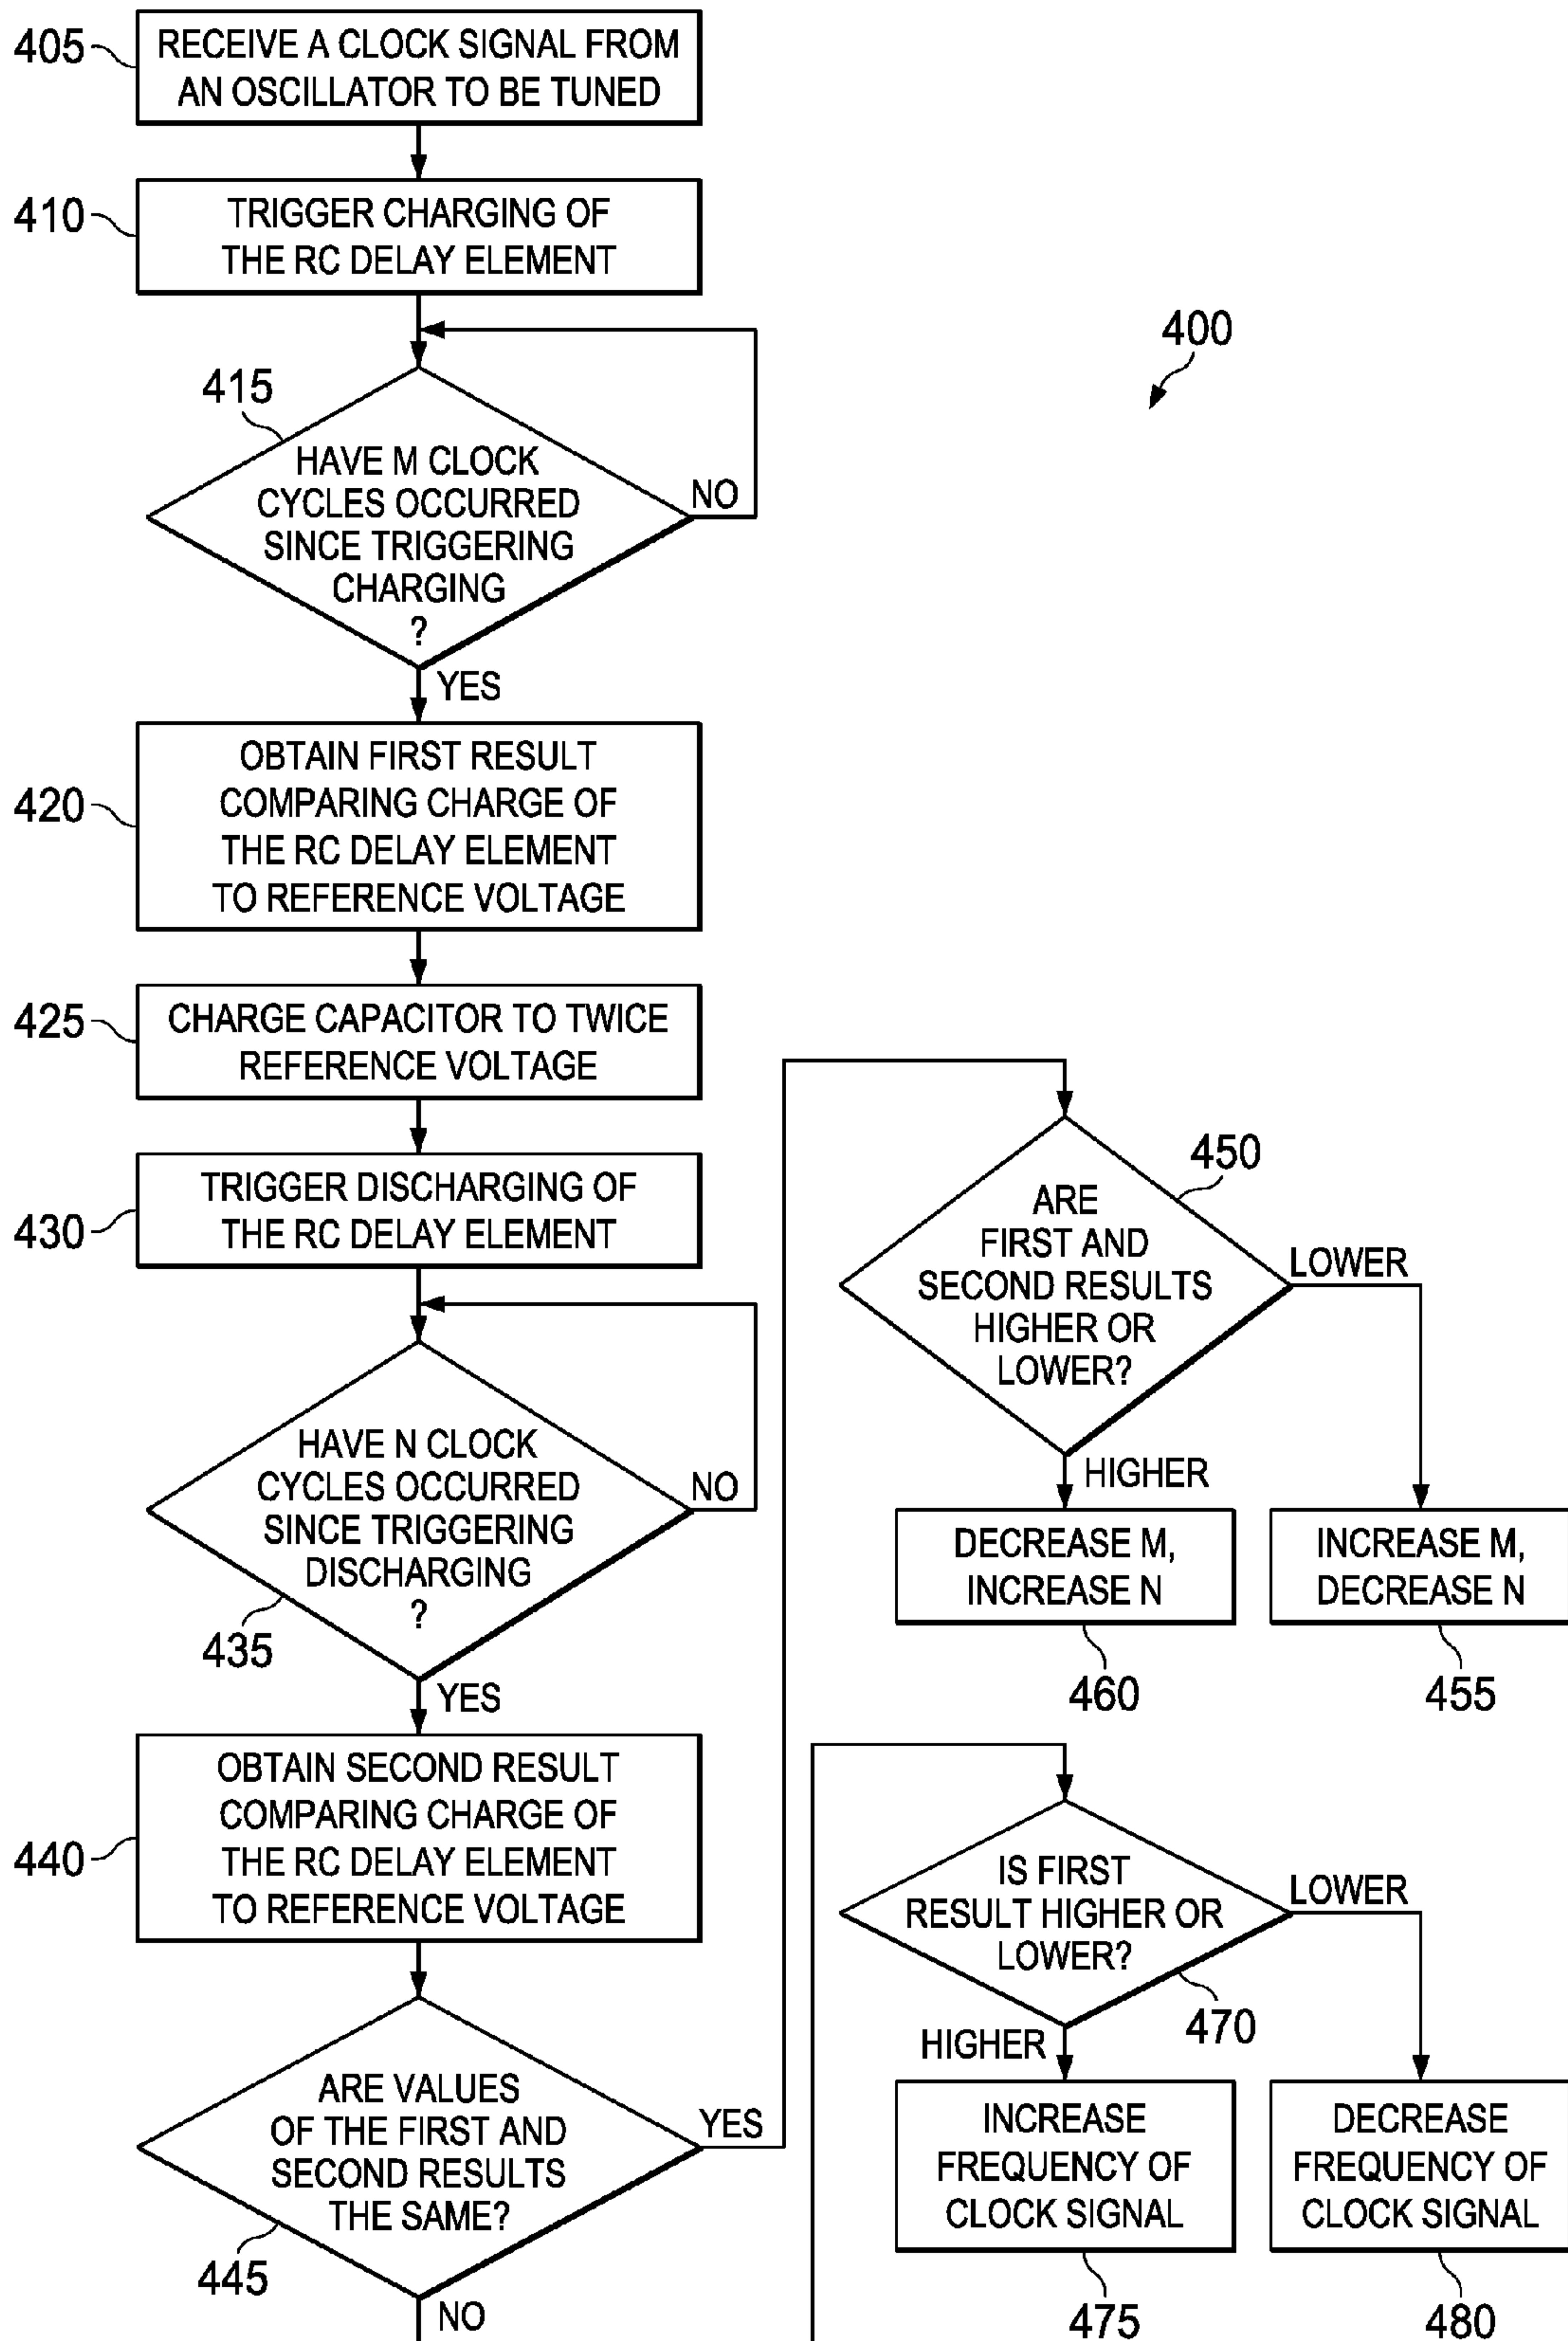 405
RECEIVE A CLOCK SIGNAL FROM
AN OSCILLATOR TO BE TUNED
410
TRIGGER CHARGING OF
THE RC DELAY ELEMENT
400
415
HAVE M CLOCK
CYCLES OCCURRED
SINCE TRIGGERING
CHARGING
?
NO
YES
420
OBTAIN FIRST RESULT
COMPARING CHARGE OF
THE RC DELAY ELEMENT
TO REFERENCE VOLTAGE
425
CHARGE CAPACITOR TO TWICE
REFERENCE VOLTAGE
430
TRIGGER DISCHARGING OF
THE RC DELAY ELEMENT
HAVE N CLOCK
CYCLES OCCURRED
SINCE TRIGGERING
DISCHARGING
?
NO
435
YES
440
OBTAIN SECOND RESULT
COMPARING CHARGE OF
THE RC DELAY ELEMENT
TO REFERENCE VOLTAGE
ARE VALUES
OF THE FIRST AND
SECOND RESULTS
THE SAME?
YES
445
NO
450
ARE
FIRST AND
SECOND RESULTS
HIGHER OR
LOWER?
LOWER
HIGHER
DECREASE M,
INCREASE N
460
INCREASE M,
DECREASE N
455
IS FIRST
RESULT HIGHER OR
LOWER?
LOWER
470
HIGHER
INCREASE
FREQUENCY OF
CLOCK SIGNAL
475
DECREASE
FREQUENCY OF
CLOCK SIGNAL
480